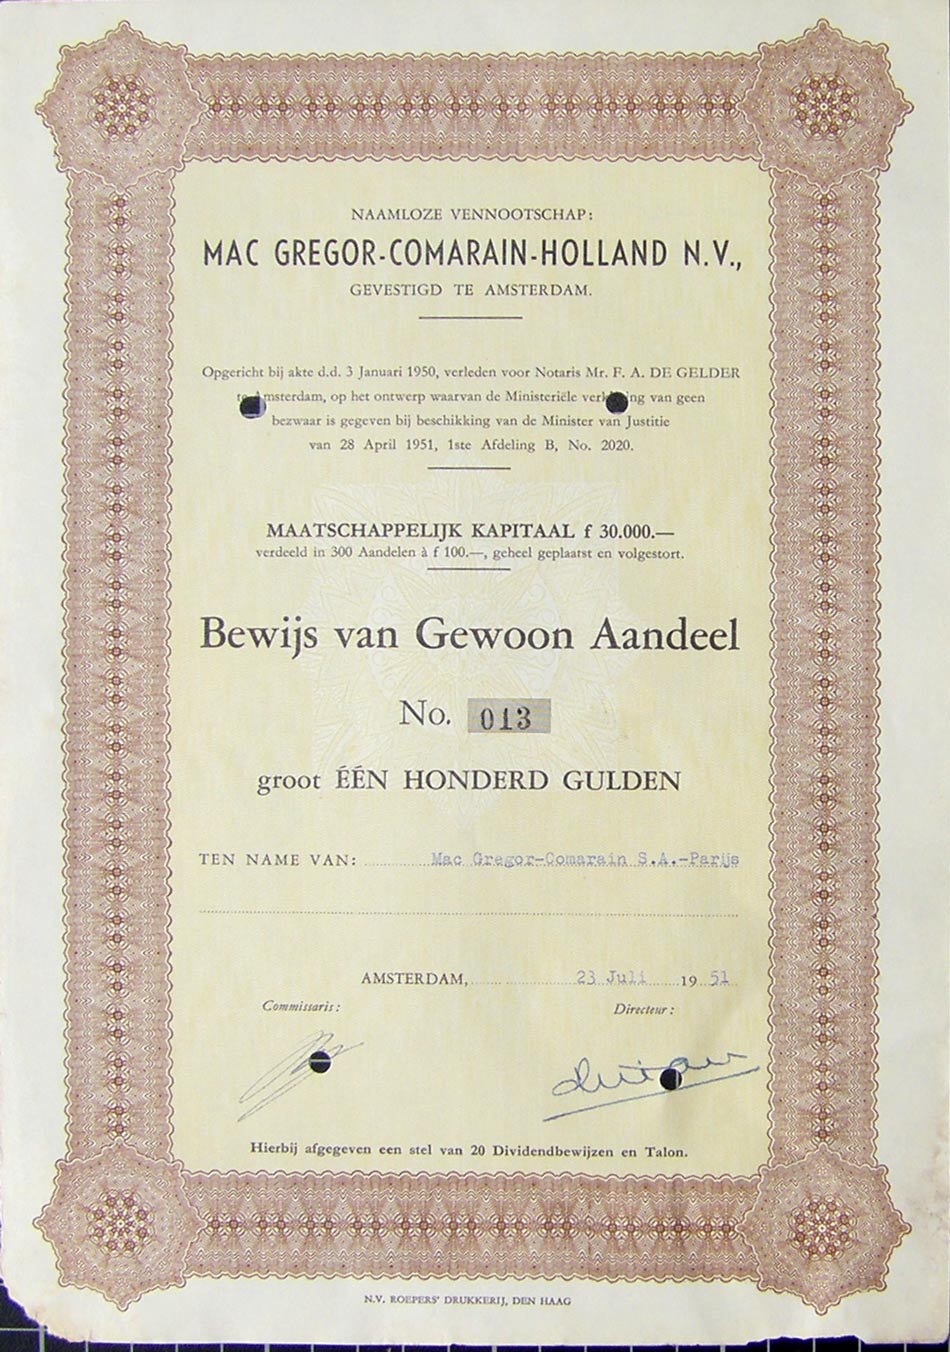 NAAMLOZE VENNOOTSCHAP:
MAC GREGOR-COMARAIN-HOLLAND N.V.,
GEVESTIGD TE AMSTERDAM.
Opgericht bij akte d.d. 3 Januari 1950, verleden voor Notaris Mr. F. A. DE GELDER
te Amsterdam, op het ontwerp waarvan de Ministeriële verklaring van geen
bezwaar is gegeven bij beschikking van de Minister van Justitie
van 28 April 1951, 1ste Afdeling B, No. 2020.
MAATSCHAPPELIJK KAPITAAL f 30.000.—
verdeeld in 300 Aandelen à f 100.—, geheel geplaatst en volgestort.
Bewijs van Gewoon Aandeel
No. 013
groot ÉÉN HONDERD GULDEN
TEN NAME VAN: Mac Gregor-Comarain S.A.-Parijs
AMSTERDAM, 23 Juli 1951
Commissaris: Directeur:
Hierbij afgegeven een stel van 20 Dividendbewijzen en Talon.
N.V. ROEPERS' DRUKKERIJ, DEN HAAG